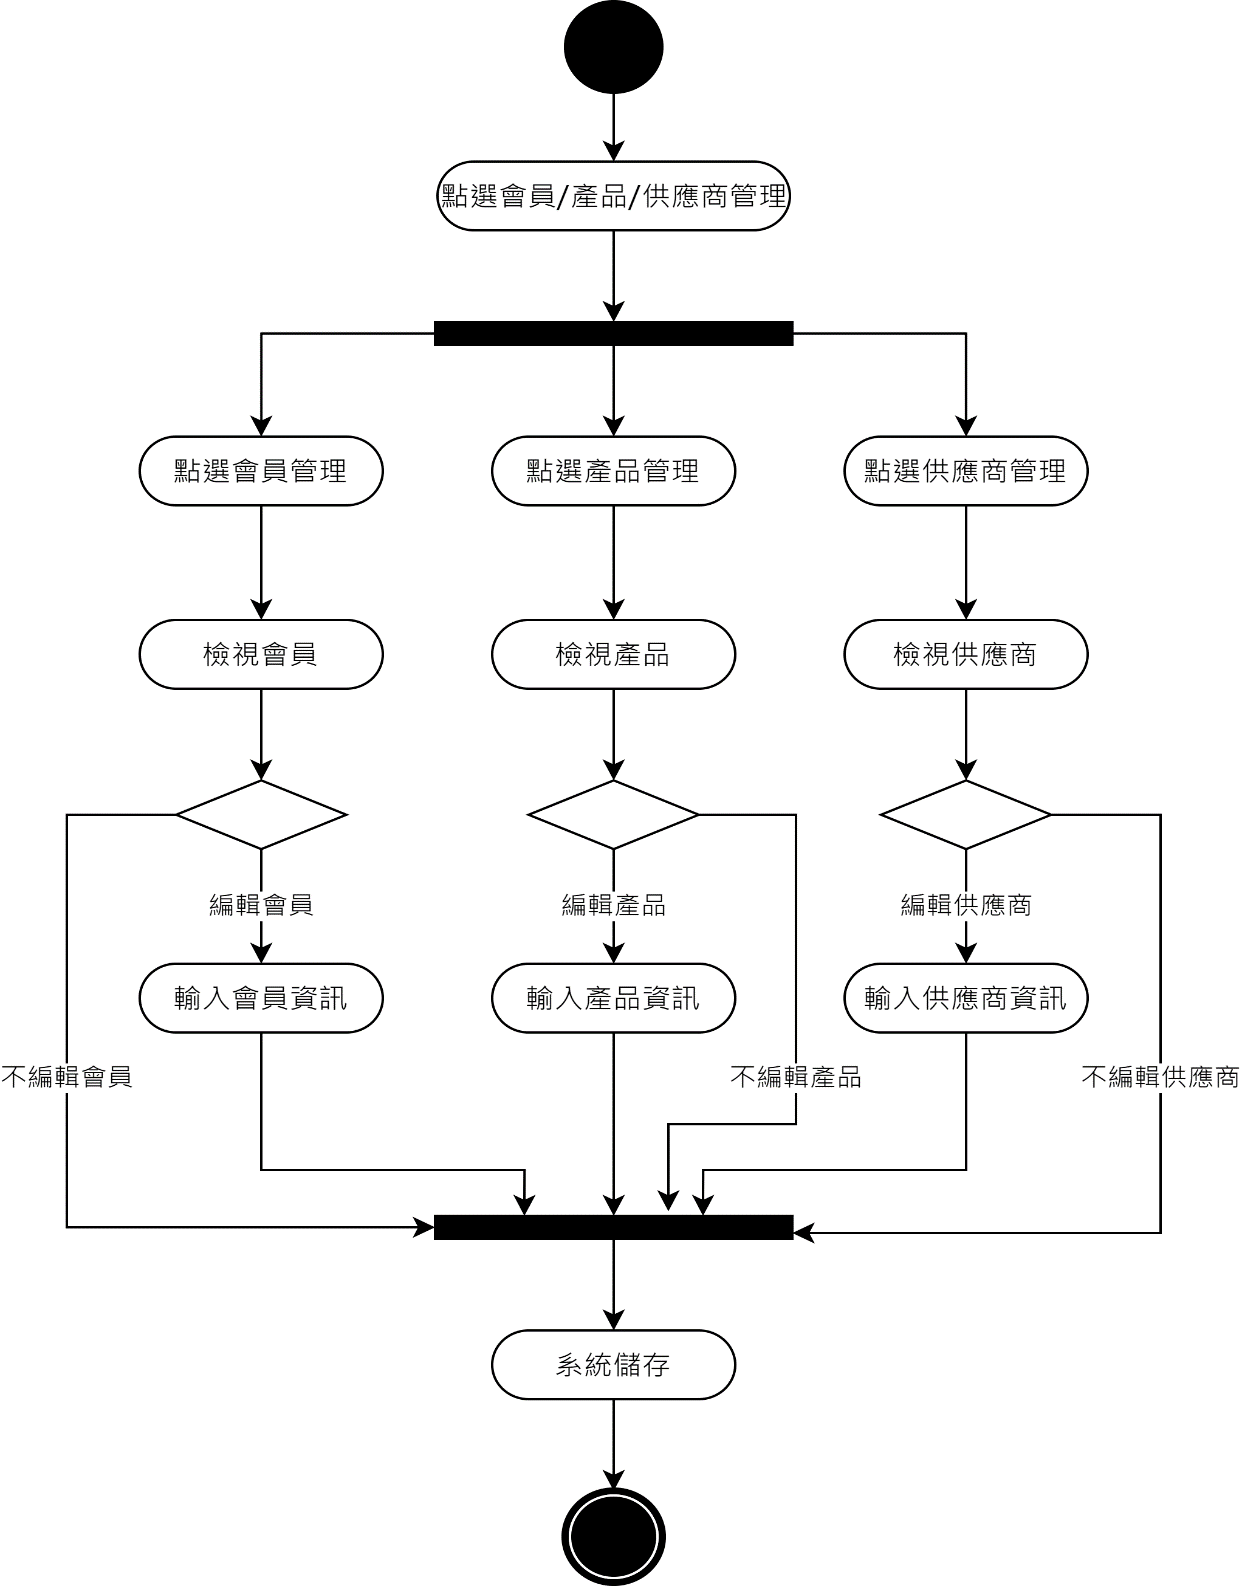 點選會員/產品/供應商管理
點選會員管理
點選產品管理
點選供應商管理
檢視會員
檢視產品
檢視供應商
編輯會員
編輯產品
編輯供應商
輸入會員資訊
輸入產品資訊
輸入供應商資訊
不編輯會員
不編輯產品
不編輯供應商
系統儲存